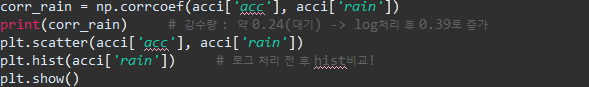 corr_rain = np.corrcoef(acci['acc'], acci['rain'])
print(corr_rain)     # 강수량 : 약 0.24(대기) -> log처리 후 0.39로 증가
plt.scatter(acci['acc'], acci['rain'])
plt.hist(acci['rain'])     # 로그 처리 전 후 hist비교!
plt.show()